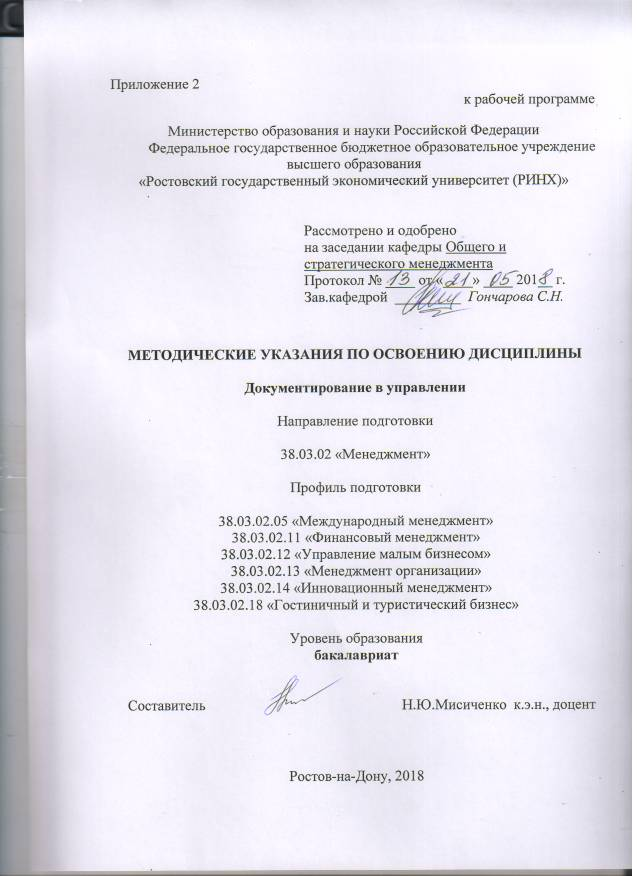 Приложение 2
к рабочей программе
Министерство образования и науки Российской Федерации
Федеральное государственное бюджетное образовательное учреждение
высшего образования
«Ростовский государственный экономический университет (РИНХ)»
Рассмотрено и одобрено
на заседании кафедры Общего и
стратегического менеджмента
Протокол № 13 от «21» 05 2018 г.
Зав.кафедрой Гончарова С.Н.
МЕТОДИЧЕСКИЕ УКАЗАНИЯ ПО ОСВОЕНИЮ ДИСЦИПЛИНЫ
Документирование в управлении
Направление подготовки
38.03.02 «Менеджмент»
Профиль подготовки
38.03.02.05 «Международный менеджмент»
38.03.02.11 «Финансовый менеджмент»
38.03.02.12 «Управление малым бизнесом»
38.03.02.13 «Менеджмент организации»
38.03.02.14 «Инновационный менеджмент»
38.03.02.18 «Гостиничный и туристический бизнес»
Уровень образования
бакалавриат
Составитель Н.Ю.Мисиченко к.э.н., доцент
Ростов-на-Дону, 2018